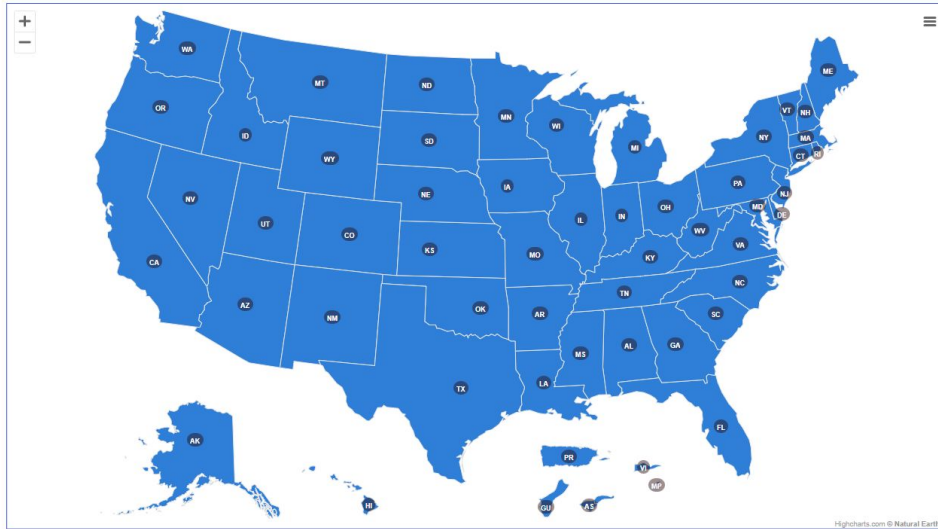 +
−
WA
MT
ND
ME
OR
ID
MN
VT
NH
SD
WI
NY
MA
MI
CT
RI
WY
NV
NE
IA
PA
NJ
UT
CO
IL
IN
OH
MD
DE
WV
KS
MO
KY
VA
CA
AZ
NM
OK
AR
TN
NC
SC
MS
AL
GA
TX
LA
FL
AK
PR
VI
MP
HI
GU
AS
Highcharts.com © Natural Earth